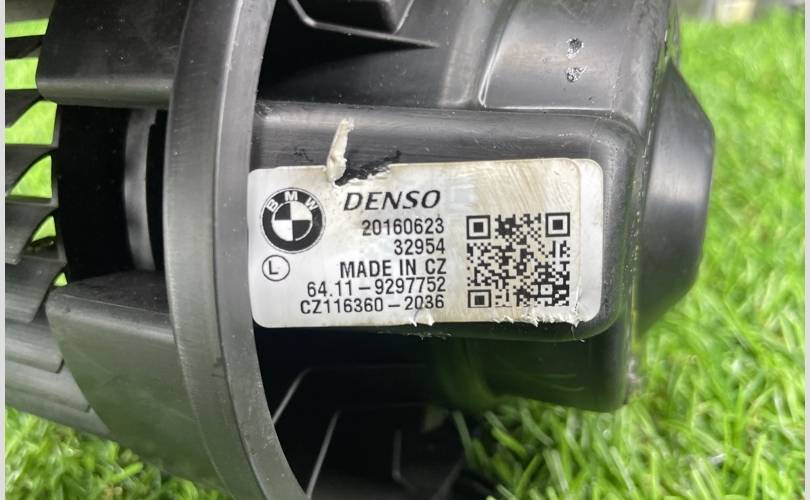 BMW
DENSO
20160623
32954
L
MADE IN CZ
64.11-9297752
CZ116360-2036